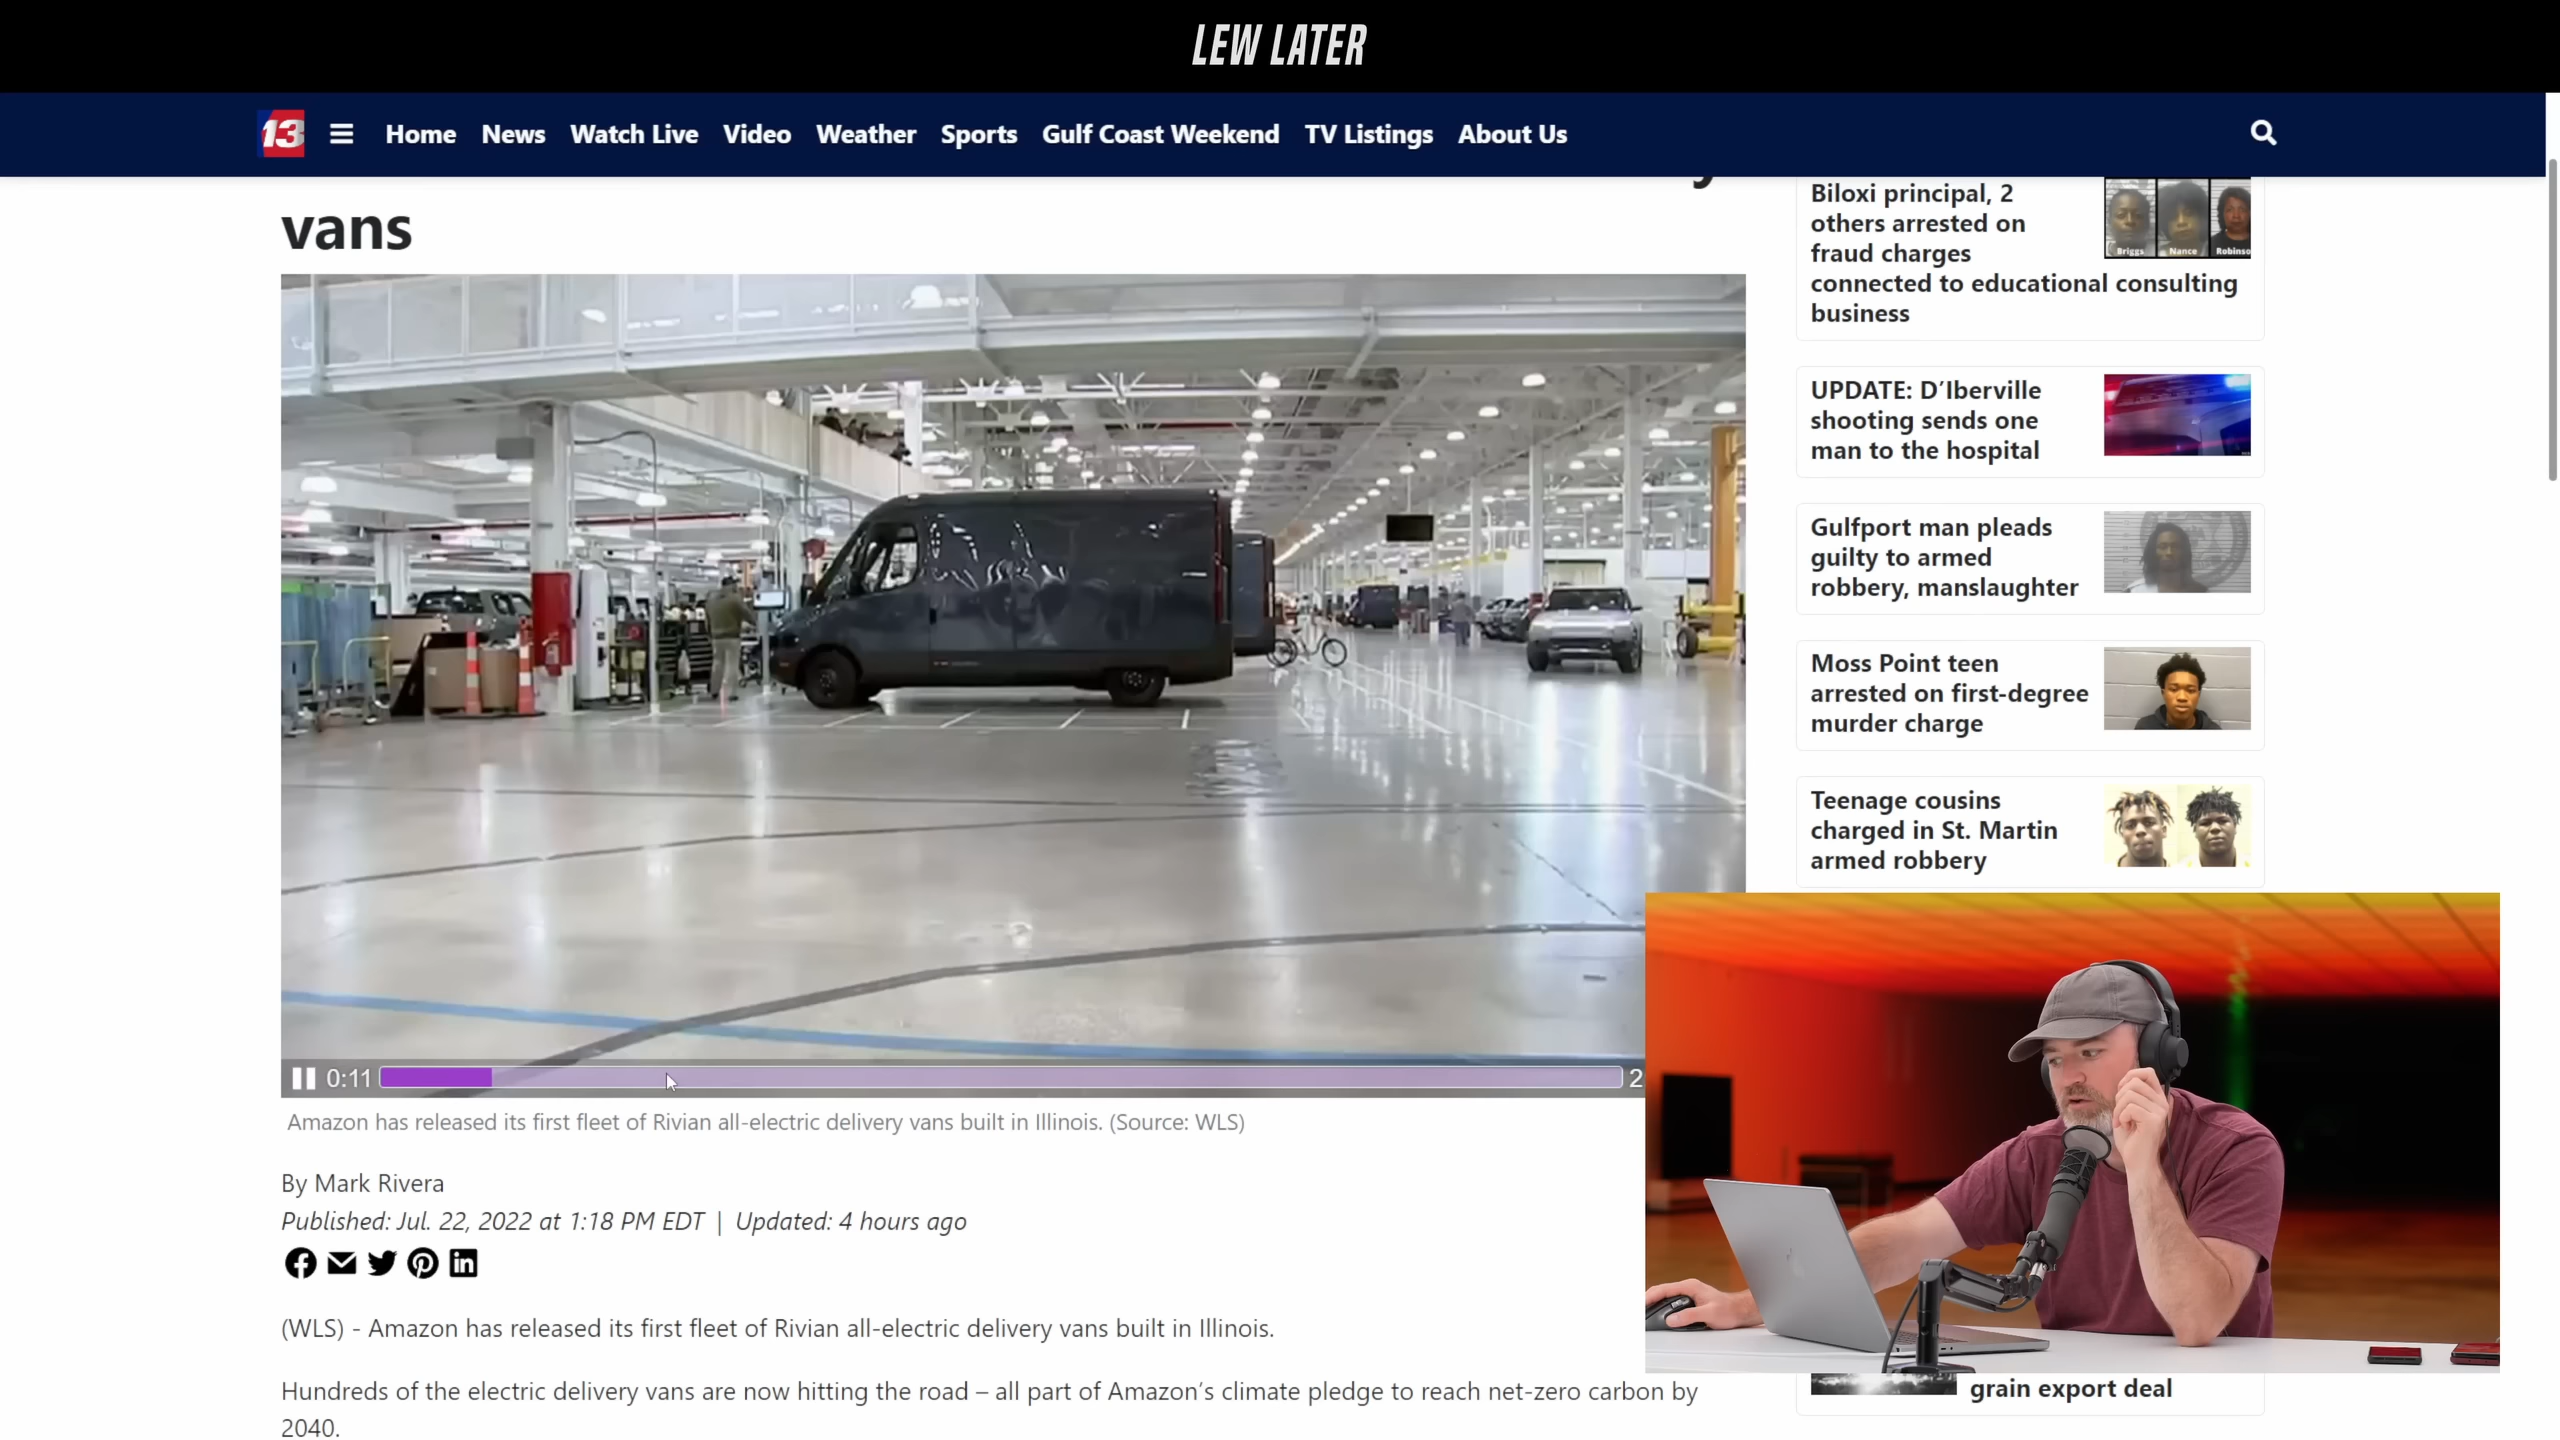 LEW LATER
13
Home News Watch Live Video Weather Sports Gulf Coast Weekend TV Listings About Us
vans
0:11
2
Amazon has released its first fleet of Rivian all-electric delivery vans built in Illinois. (Source: WLS)
By Mark Rivera
Published: Jul. 22, 2022 at 1:18 PM EDT | Updated: 4 hours ago
(WLS) - Amazon has released its first fleet of Rivian all-electric delivery vans built in Illinois.
Hundreds of the electric delivery vans are now hitting the road – all part of Amazon’s climate pledge to reach net-zero carbon by
2040.
Biloxi principal, 2
others arrested on
fraud charges
connected to educational consulting
business
Briggs Nance Robinso
UPDATE: D’Iberville
shooting sends one
man to the hospital
Gulfport man pleads
guilty to armed
robbery, manslaughter
Moss Point teen
arrested on first-degree
murder charge
Teenage cousins
charged in St. Martin
armed robbery
grain export deal